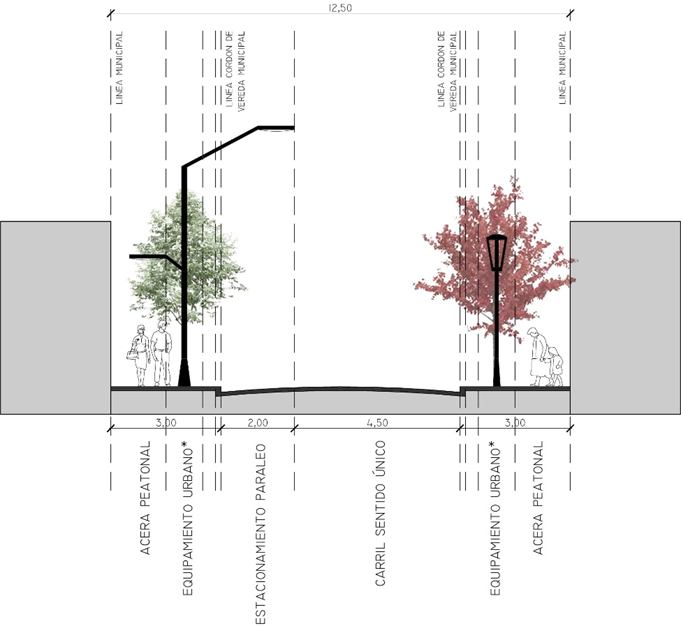 12,50
LINEA MUNICIPAL
LINEA CORDON DE
VEREDA MUNICIPAL
LINEA CORDON DE
VEREDA MUNICIPAL
LINEA MUNICIPAL
3,00
2,00
4,50
3,00
ACERA PEATONAL
EQUIPAMIENTO URBANO*
ESTACIONAMIENTO PARALEO
CARRIL SENTIDO ÚNICO
EQUIPAMIENTO URBANO*
ACERA PEATONAL